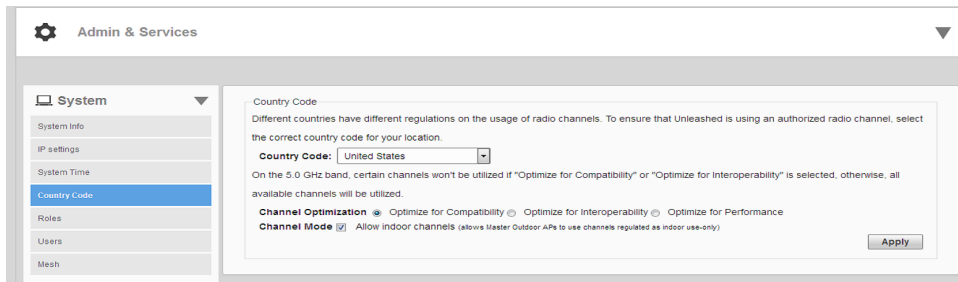 Admin & Services
System
System Info
IP settings
System Time
Country Code
Roles
Users
Mesh
Country Code
Different countries have different regulations on the usage of radio channels. To ensure that Unleashed is using an authorized radio channel, select
the correct country code for your location.
Country Code: United States
On the 5.0 GHz band, certain channels won't be utilized if "Optimize for Compatibility" or "Optimize for Interoperability" is selected, otherwise, all
available channels will be utilized.
Channel Optimization Optimize for Compatibility Optimize for Interoperability Optimize for Performance
Channel Mode Allow indoor channels (allows Master Outdoor APs to use channels regulated as indoor use-only)
Apply